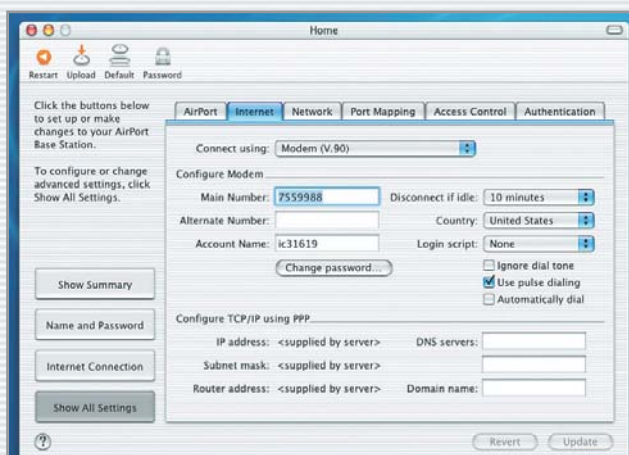 Home
Restart Upload Default Password
Click the buttons below
to set up or make
changes to your AirPort
Base Station.
To configure or change
advanced settings, click
Show All Settings.
Show Summary
Name and Password
Internet Connection
Show All Settings
?
AirPort Internet Network Port Mapping Access Control Authentication
Connect using: Modem (V.90)
Configure Modem
Main Number: 7559988 Disconnect if idle: 10 minutes
Alternate Number: Country: United States
Account Name: ic31619 Login script: None
Change password... Ignore dial tone
Use pulse dialing
Automatically dial
Configure TCP/IP using PPP
IP address: <supplied by server> DNS servers:
Subnet mask: <supplied by server>
Router address: <supplied by server> Domain name:
Revert Update